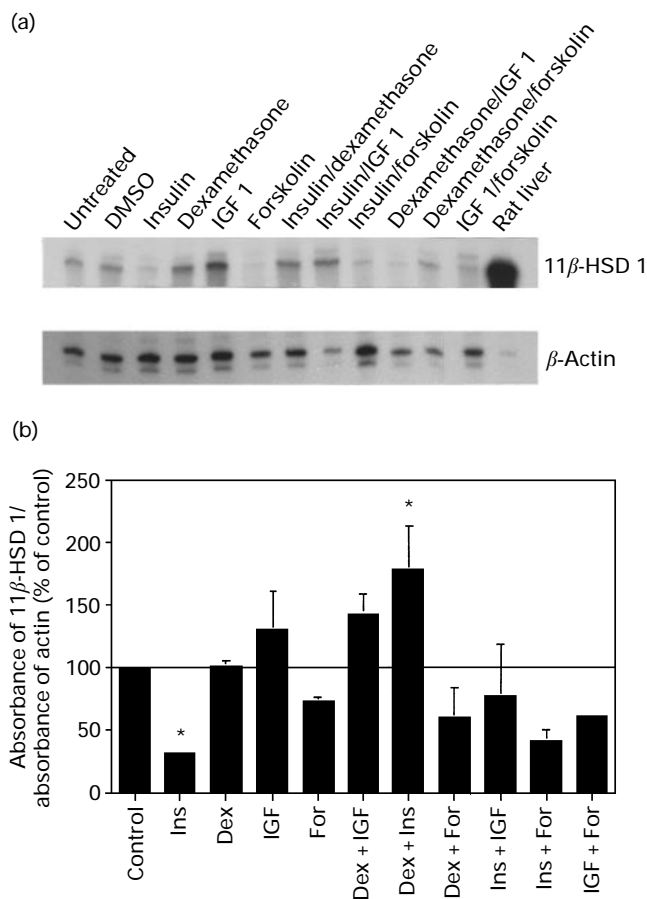 (a)
Untreated
DMSO
Insulin
Dexamethasone
IGF 1
Forskolin
Insulin/dexamethasone
Insulin/IGF 1
Insulin/forskolin
Dexamethasone/IGF 1
Dexamethasone/forskolin
IGF 1/forskolin
Rat liver
11β-HSD 1
β-Actin
(b)
Absorbance of 11β-HSD 1/
absorbance of actin (% of control)
250
200
150
100
50
0
*
*
Control
Ins
Dex
IGF
For
Dex + IGF
Dex + Ins
Dex + For
Ins + IGF
Ins + For
IGF + For